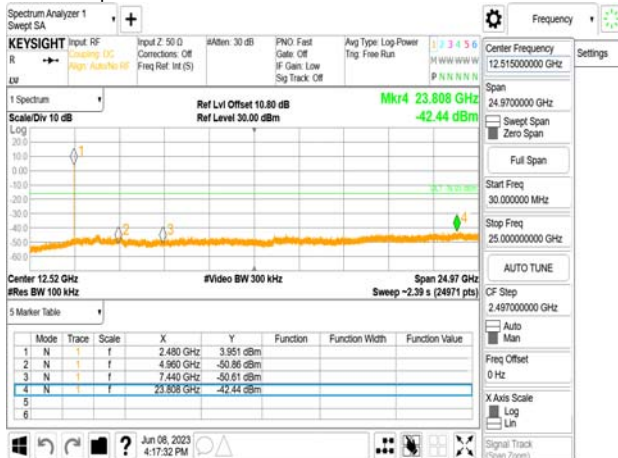 Spectrum Analyzer 1
Swept SA
+
Frequency
KEYSIGHT
Input: RF
Coupling: DC
Align: Auto/No RF
Input Z: 50 Ω
Corrections: Off
Freq Ref: Int (S)
#Atten: 30 dB
PNO: Fast
Gate: Off
IF Gain: Low
Sig Track: Off
Avg Type: Log-Power
Trig: Free Run
1 2 3 4 5 6
M W W W W W
P N N N N N
R
1 Spectrum
Scale/Div 10 dB
Ref Lvl Offset 10.80 dB
Ref Level 30.00 dBm
Mkr4 23.808 GHz
-42.44 dBm
Log
20.0
10.0
0.00
-10.0
-20.0
-30.0
-40.0
-50.0
-60.0
1
2
3
4
Center 12.52 GHz
#Res BW 100 kHz
#Video BW 300 kHz
Span 24.97 GHz
Sweep ~2.39 s (24971 pts)
5 Marker Table
Mode Trace Scale X Y Function Function Width Function Value
1 N 1 f 2.480 GHz 3.951 dBm
2 N 1 f 4.960 GHz -50.86 dBm
3 N 1 f 7.440 GHz -50.61 dBm
4 N 1 f 23.808 GHz -42.44 dBm
5
6
?
Jun 08, 2023
4:17:32 PM
Center Frequency
12.515000000 GHz
Settings
Span
24.9700000 GHz
Swept Span
Zero Span
Full Span
Start Freq
30.000000 MHz
Stop Freq
25.000000000 GHz
AUTO TUNE
CF Step
2.497000000 GHz
Auto
Man
Freq Offset
0 Hz
X Axis Scale
Log
Lin
Signal Track
(Span Zoom)